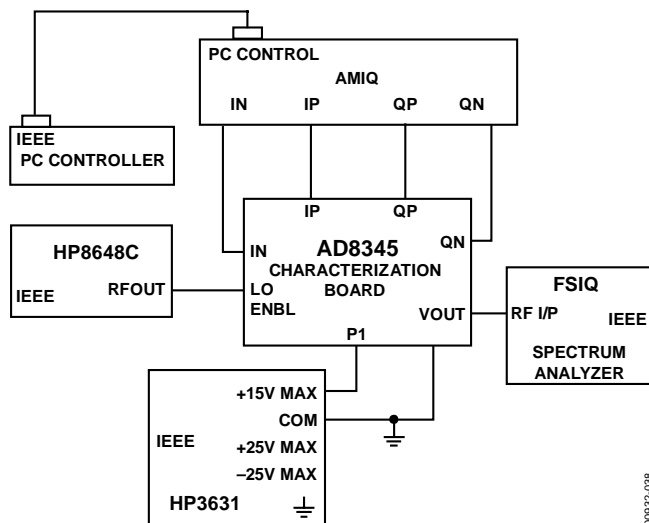 PC CONTROL
AMIQ
IN IP QP QN
IEEE
PC CONTROLLER
IP QP
IN
AD8345
QN
CHARACTERIZATION
BOARD
LO
ENBL
VOUT
P1
HP8648C
IEEE
RFOUT
FSIQ
RF I/P
IEEE
SPECTRUM
ANALYZER
+15V MAX
COM
IEEE
+25V MAX
–25V MAX
HP3631
00932-038